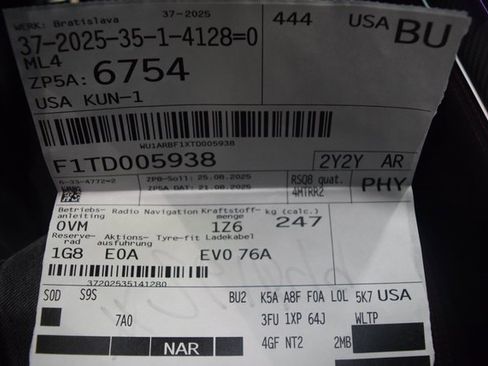 WERK: Bratislava 37-2025 444 USA BU
37-2025-35-1-4128=0
ML4
ZP5A: 6754
USA KUN-1
WU1ARBF1XTD005938
F1TD005938 2Y2Y AR
ZP8-Soll: 25.08.2025 RSQ8 quat. PHY
ZP5A DAT: 21.08.2025 4MTRR2
Betriebs- Radio Navigation Kraftstoff- kg (calc.)
anleitung menge
0VM 1Z6 247
Reserve- Aktions- Tyre-fit Ladekabel
rad ausführung
1G8 E0A EV0 76A
37202535141280
SOD S9S BU2 K5A A8F F0A L0L 5K7 USA
7A0 3FU 1XP 64J WLTP
NAR 4GF NT2 2MB